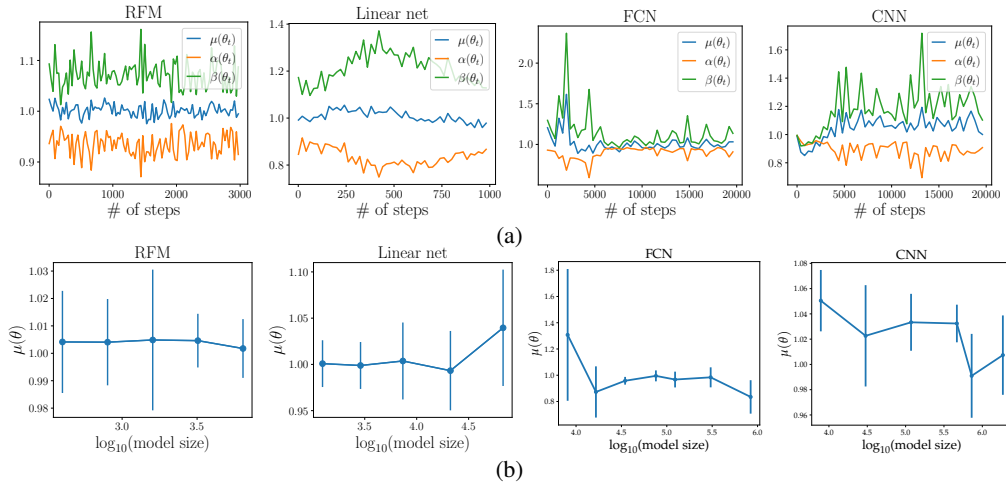 RFM
μ(θt)
α(θt)
β(θt)
1.1
1.0
0.9
0 1000 2000 3000
# of steps
Linear net
μ(θt)
α(θt)
β(θt)
1.4
1.2
1.0
0.8
0 250 500 750 1000
# of steps
FCN
μ(θt)
α(θt)
β(θt)
2.0
1.5
1.0
0 5000 10000 15000 20000
# of steps
CNN
μ(θt)
α(θt)
β(θt)
1.6
1.4
1.2
1.0
0.8
0 5000 10000 15000 20000
# of steps
(a)
RFM
μ(θ)
1.03
1.02
1.01
1.00
0.99
0.98
3.0 3.5
log10(model size)
Linear net
μ(θ)
1.10
1.05
1.00
0.95
3.0 3.5 4.0 4.5
log10(model size)
FCN
μ(θ)
1.8
1.6
1.4
1.2
1.0
0.8
0.6
4.0 4.5 5.0 5.5 6.0
log10(model size)
CNN
μ(θ)
1.08
1.06
1.04
1.02
1.00
0.98
0.96
4.0 4.5 5.0 5.5 6.0
log10(model size)
(b)